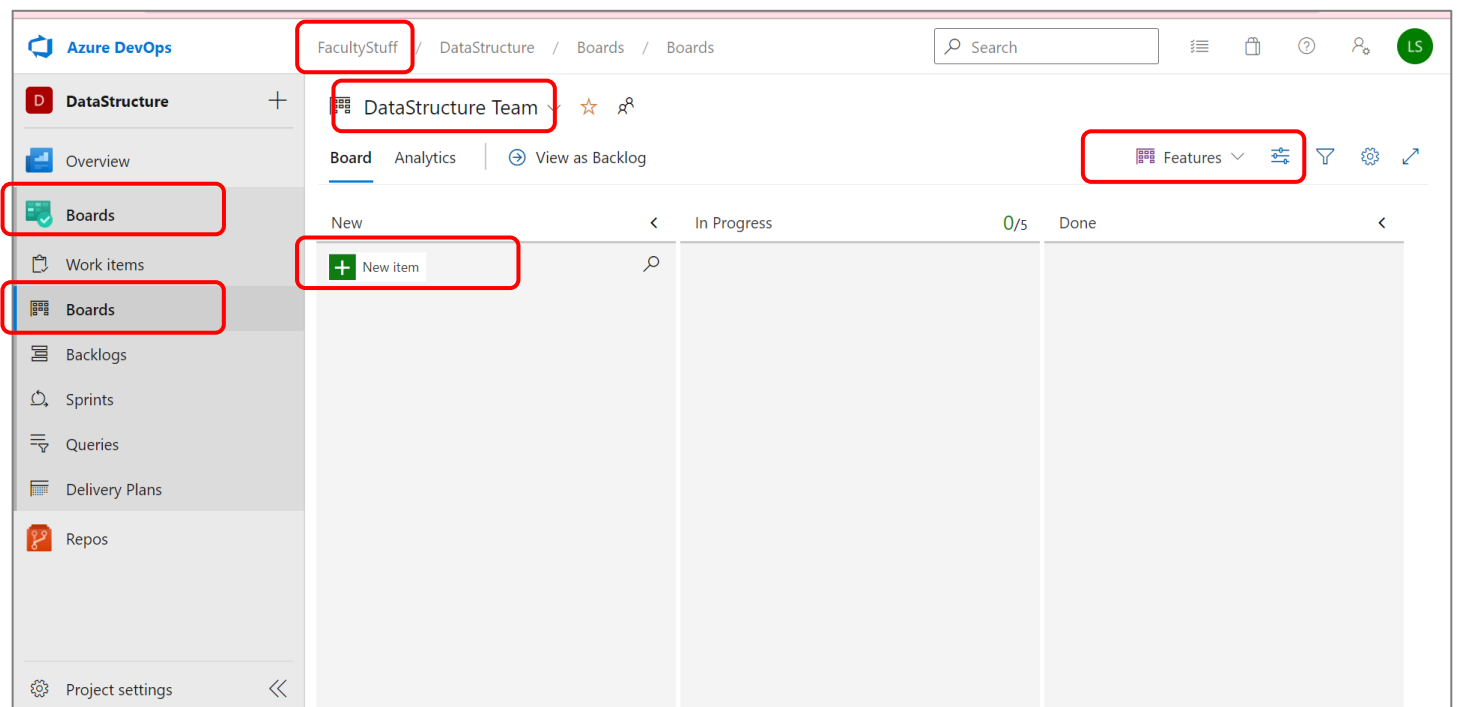 Azure DevOps
FacultyStuff / DataStructure / Boards / Boards
Search
LS
D DataStructure
DataStructure Team
Overview
Board Analytics View as Backlog
Features
Boards
New
In Progress 0/5
Done
Work items
New item
Boards
Backlogs
Sprints
Queries
Delivery Plans
Repos
Project settings